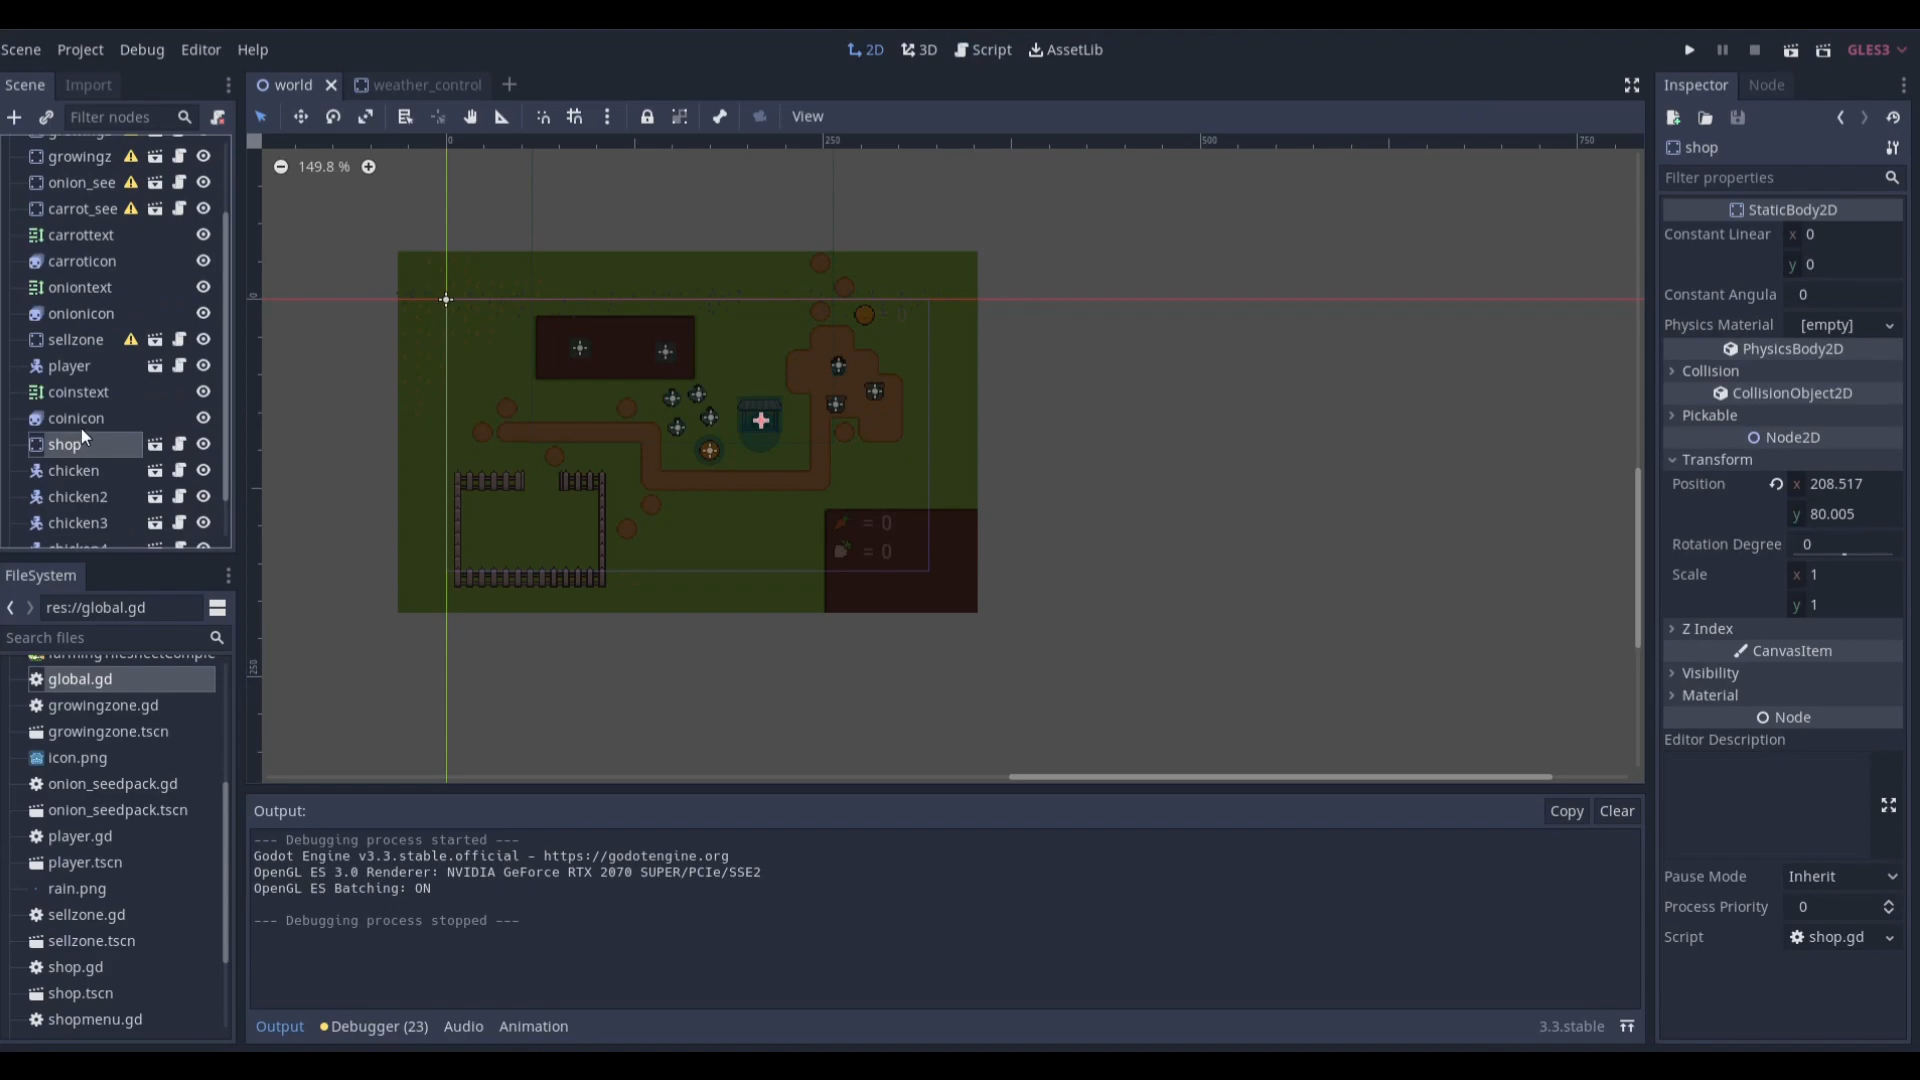 Scene Project Debug Editor Help
2D 3D Script AssetLib
GLES3
Scene Import
world weather_control
Inspector Node
Filter nodes
View
growingz
onion_see
carrot_see
carrottext
carroticon
oniontext
onionicon
sellzone
player
coinstext
coinicon
shop
chicken
chicken2
chicken3
chicken4
FileSystem
res://global.gd
Search files
global.gd
growingzone.gd
growingzone.tscn
icon.png
onion_seedpack.gd
onion_seedpack.tscn
player.gd
player.tscn
rain.png
sellzone.gd
sellzone.tscn
shop.gd
shop.tscn
shopmenu.gd
0 250 500 750
149.8 %
0
250
= 0
= 0
= 0
Output:
Copy Clear
--- Debugging process started ---
Godot Engine v3.3.stable.official - https://godotengine.org
OpenGL ES 3.0 Renderer: NVIDIA GeForce RTX 2070 SUPER/PCIe/SSE2
OpenGL ES Batching: ON
--- Debugging process stopped ---
Output Debugger (23) Audio Animation
3.3.stable
shop
Filter properties
StaticBody2D
Constant Linear x 0
y 0
Constant Angula 0
Physics Material [empty]
PhysicsBody2D
Collision
CollisionObject2D
Pickable
Node2D
Transform
Position x 208.517
y 80.005
Rotation Degree 0
Scale x 1
y 1
Z Index
CanvasItem
Visibility
Material
Node
Editor Description
Pause Mode Inherit
Process Priority 0
Script shop.gd